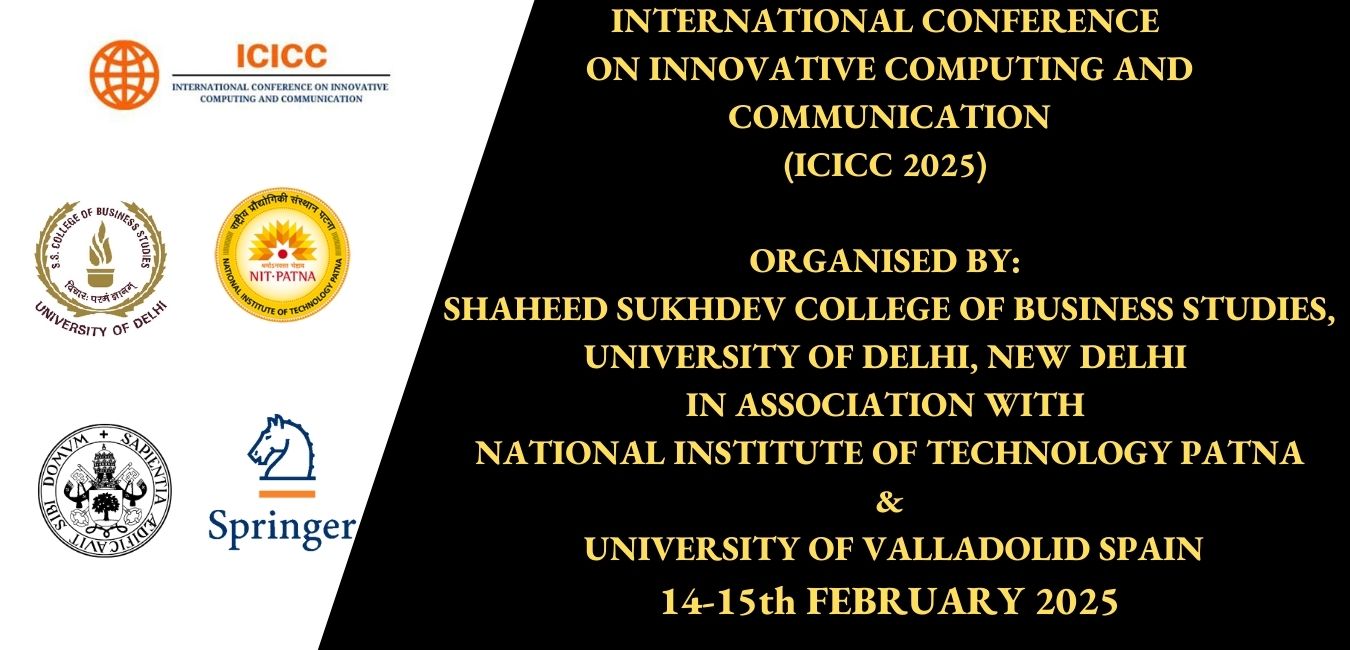 ICICC
INTERNATIONAL CONFERENCE ON INNOVATIVE
COMPUTING AND COMMUNICATION
S.S. COLLEGE OF BUSINESS STUDIES
विचारः परमं ज्ञानम्
UNIVERSITY OF DELHI
राष्ट्रीय प्रौद्योगिकी संस्थान पटना
NIT-PATNA
NATIONAL INSTITUTE OF TECHNOLOGY PATNA
SIBI DOMVM + SAPIENTIA ÆDIFICAVIT
Springer
INTERNATIONAL CONFERENCE
ON INNOVATIVE COMPUTING AND
COMMUNICATION
(ICICC 2025)
ORGANISED BY:
SHAHEED SUKHDEV COLLEGE OF BUSINESS STUDIES,
UNIVERSITY OF DELHI, NEW DELHI
IN ASSOCIATION WITH
NATIONAL INSTITUTE OF TECHNOLOGY PATNA
&
UNIVERSITY OF VALLADOLID SPAIN
14-15th FEBRUARY 2025